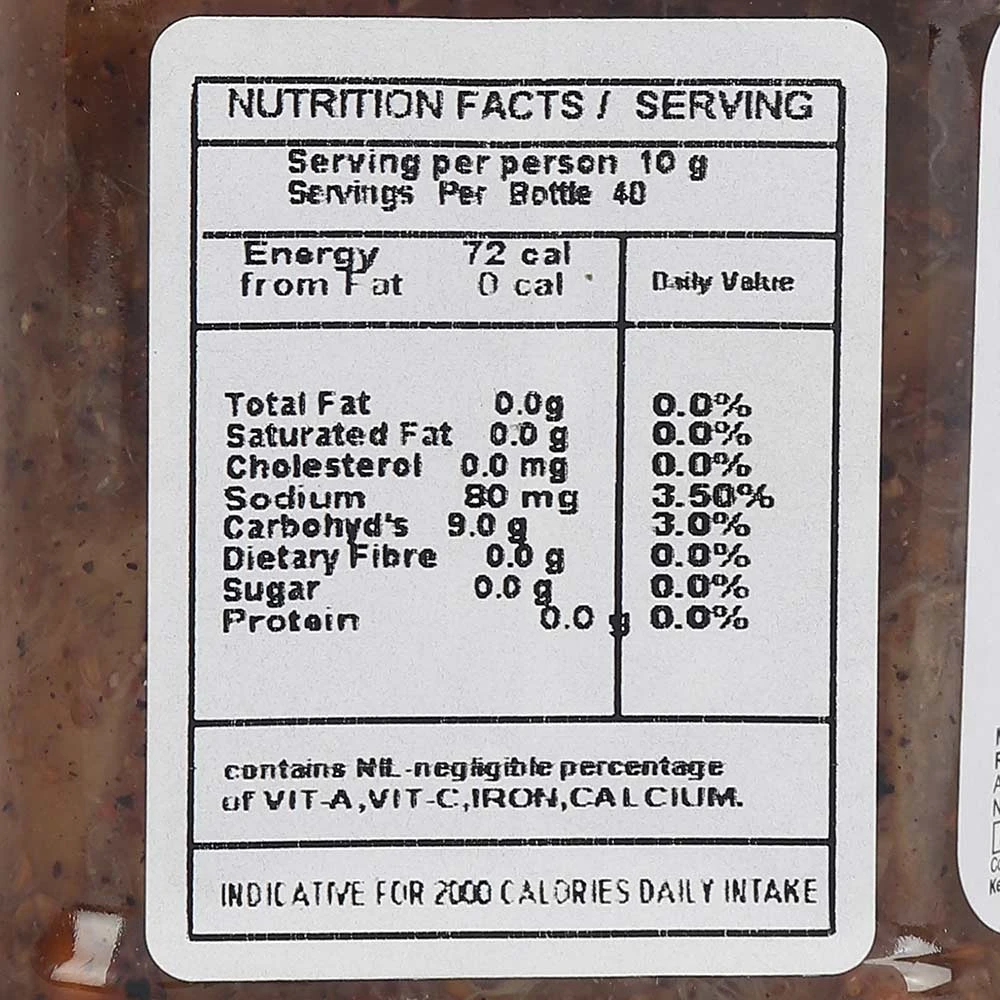 NUTRITION FACTS / SERVING
Serving per person 10 g
Servings Per Bottle 40
Energy 72 cal
from Fat 0 cal
Daily Value
Total Fat 0.0g 0.0%
Saturated Fat 0.0 g 0.0%
Cholesterol 0.0 mg 0.0%
Sodium 80 mg 3.50%
Carbohyd's 9.0 g 3.0%
Dietary Fibre 0.0 g 0.0%
Sugar 0.0 g 0.0%
Protein 0.0 g 0.0%
contains NIL-negligible percentage
of VIT-A,VIT-C,IRON,CALCIUM.
INDICATIVE FOR 2000 CALORIES DAILY INTAKE